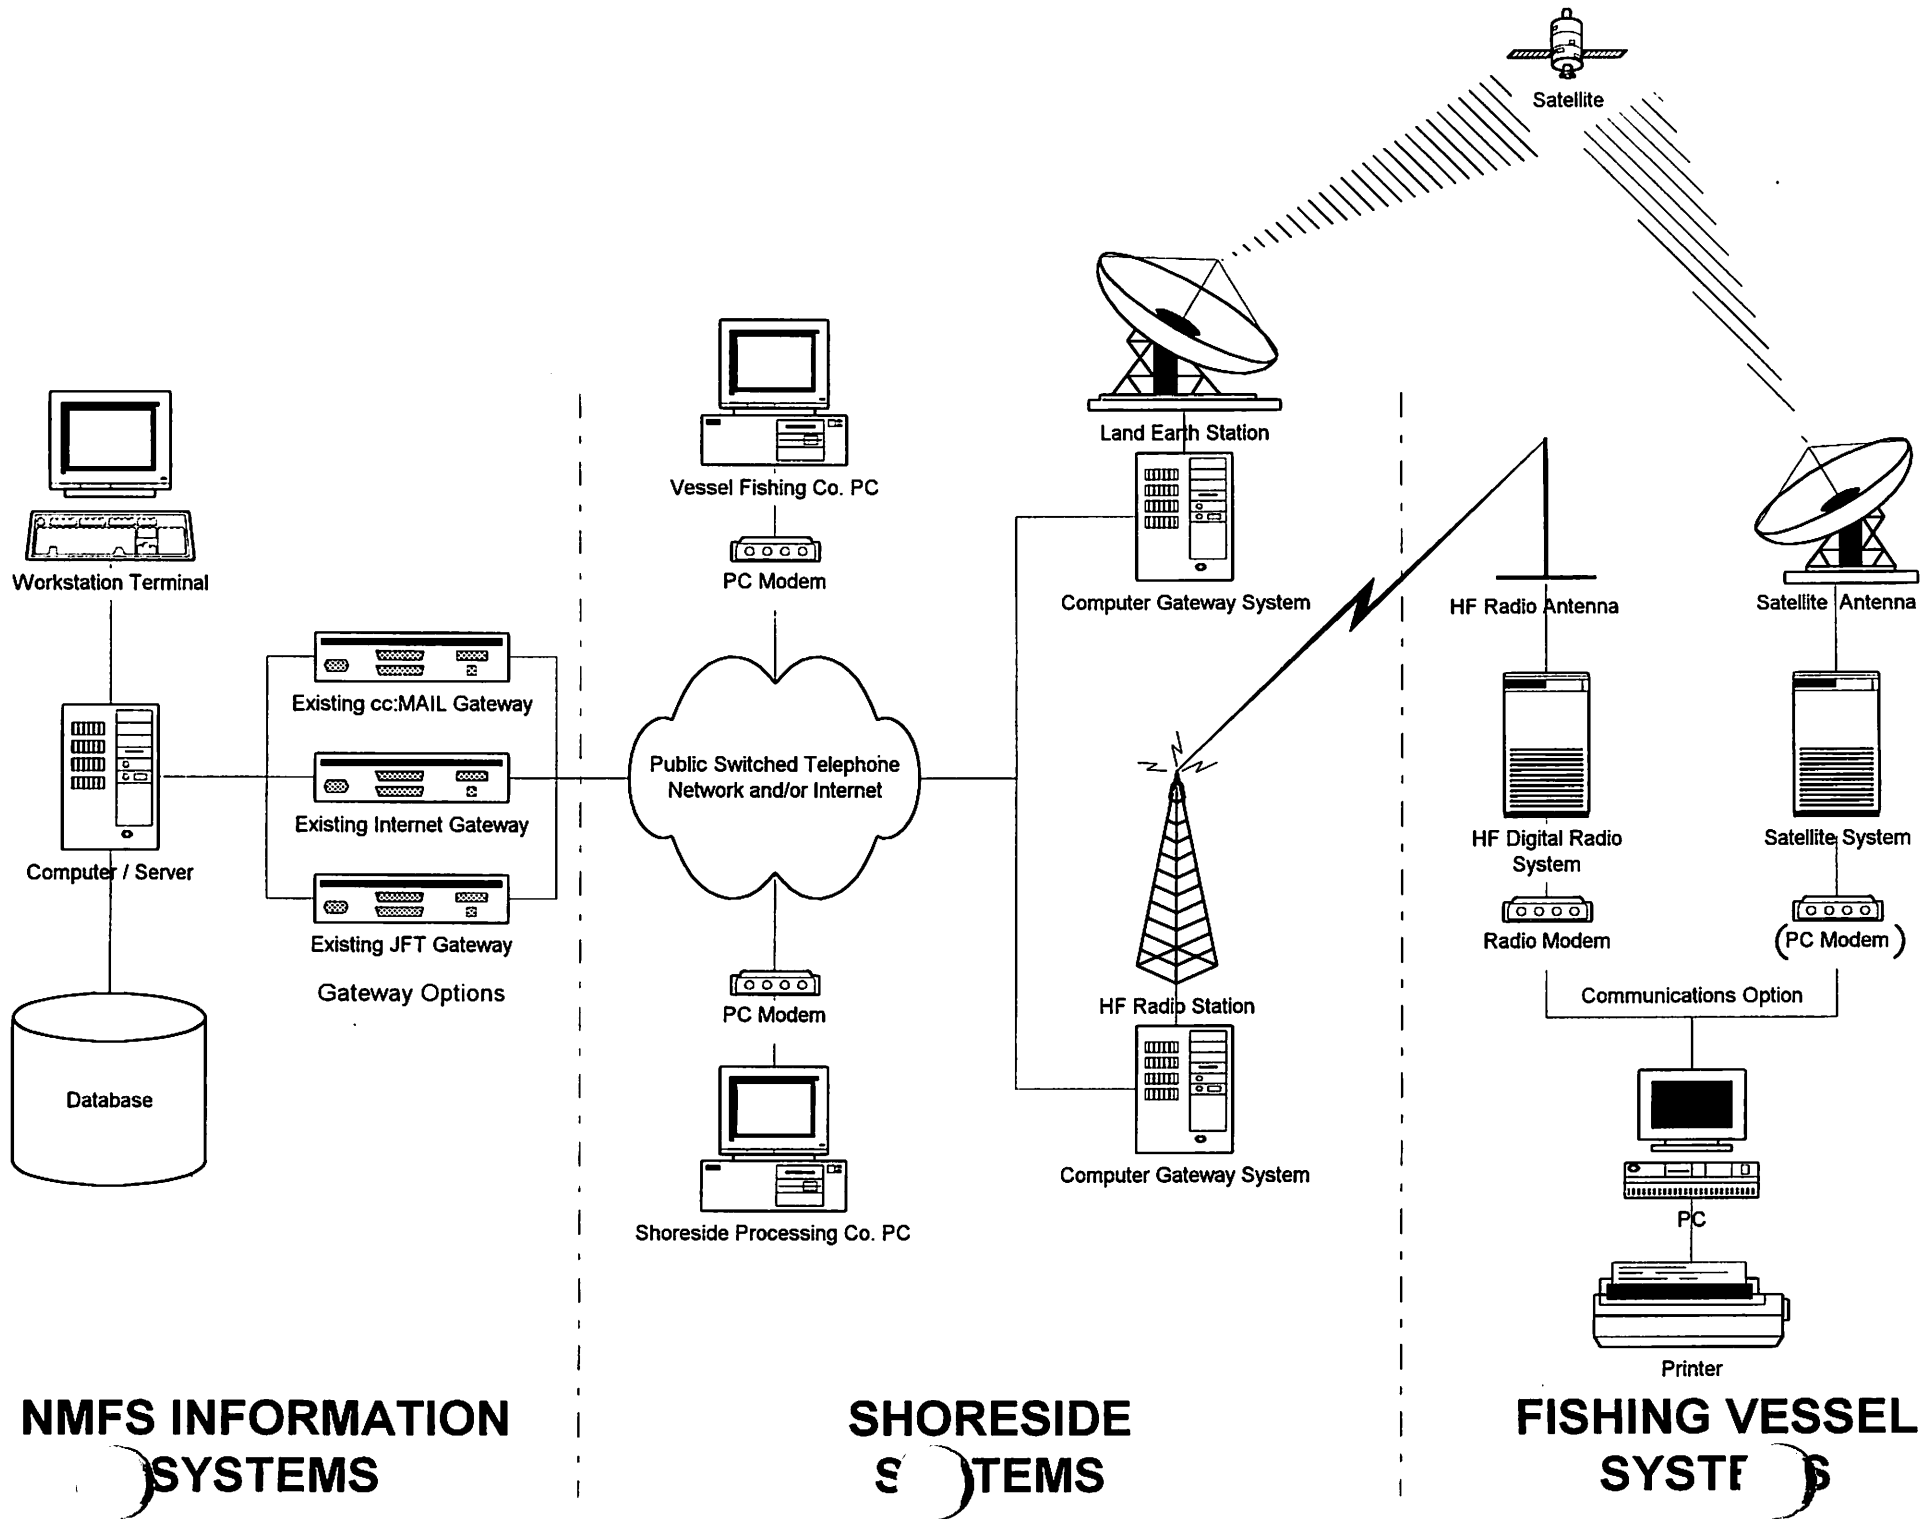 Satellite
Land Earth Station
Vessel Fishing Co. PC
PC Modem
Workstation Terminal
Computer Gateway System
HF Radio Antenna
Satellite Antenna
Existing cc:MAIL Gateway
Public Switched Telephone
Network and/or Internet
Existing Internet Gateway
HF Digital Radio
System
Satellite System
Computer / Server
Existing JFT Gateway
Radio Modem
(PC Modem)
Gateway Options
Communications Option
PC Modem
HF Radio Station
Database
Computer Gateway System
Shoreside Processing Co. PC
PC
Printer
NMFS INFORMATION
SYSTEMS
SHORESIDE
SYSTEMS
FISHING VESSEL
SYSTEMS